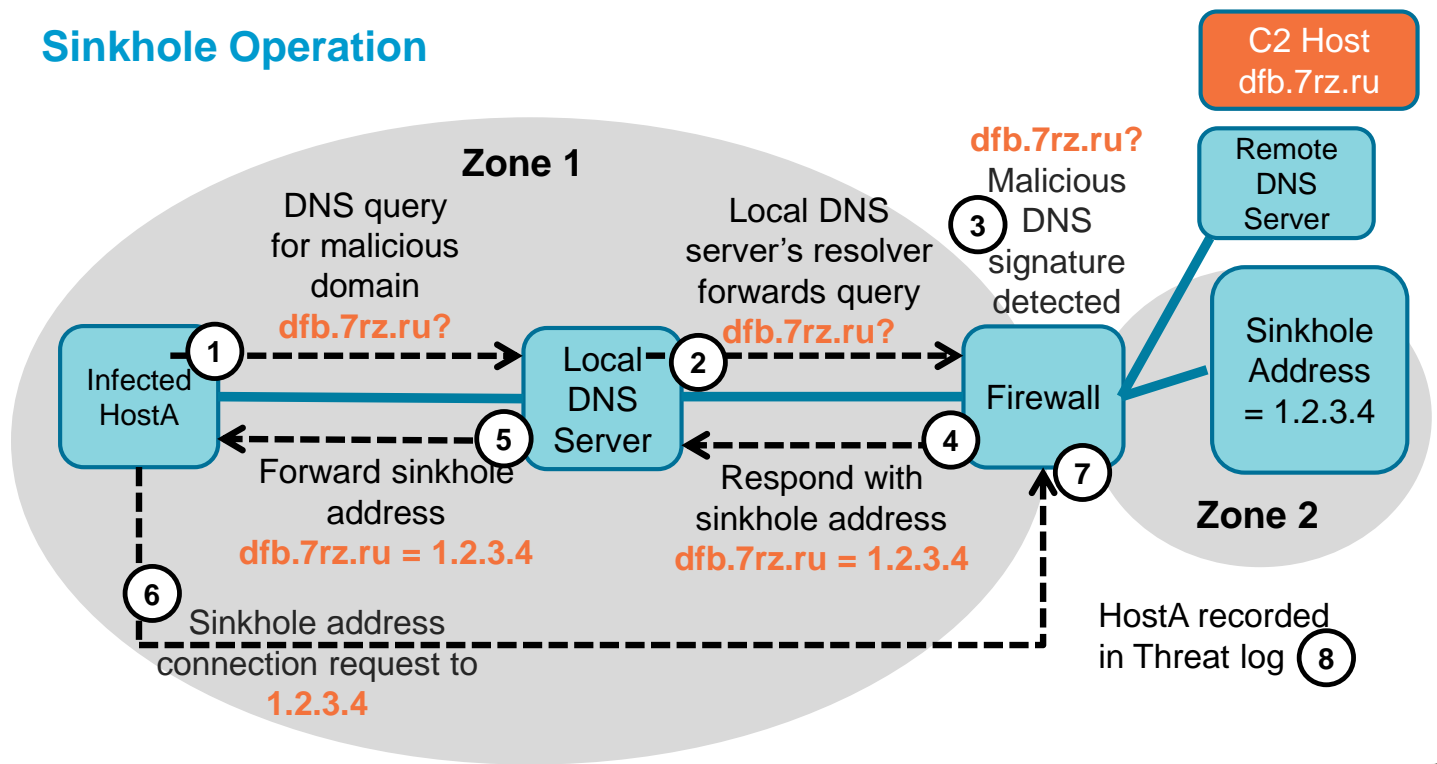 Sinkhole Operation
C2 Host
dfb.7rz.ru
Zone 1
DNS query
for malicious
domain
dfb.7rz.ru?
Local DNS
server’s resolver
forwards query
dfb.7rz.ru?
dfb.7rz.ru?
Malicious
DNS
signature
detected
3
Remote
DNS
Server
1
2
Infected
HostA
Local
DNS
Server
Firewall
Sinkhole
Address
= 1.2.3.4
5
4
7
Forward sinkhole
address
dfb.7rz.ru = 1.2.3.4
Respond with
sinkhole address
dfb.7rz.ru = 1.2.3.4
Zone 2
6
Sinkhole address
connection request to
1.2.3.4
HostA recorded
in Threat log
8